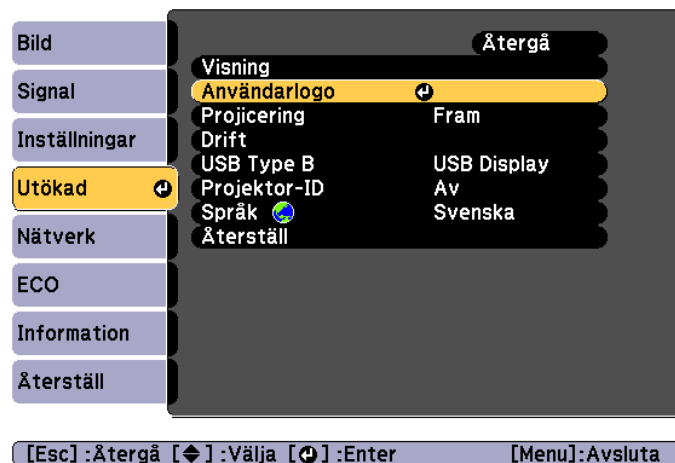 Bild
Signal
Inställningar
Utökad
Nätverk
ECO
Information
Återställ
Återgå
Visning
Användarlogo
Projicering Fram
Drift
USB Type B USB Display
Projektor-ID Av
Språk Svenska
Återställ
[Esc] :Återgå [ ] :Välja [ ] :Enter [Menu]:Avsluta